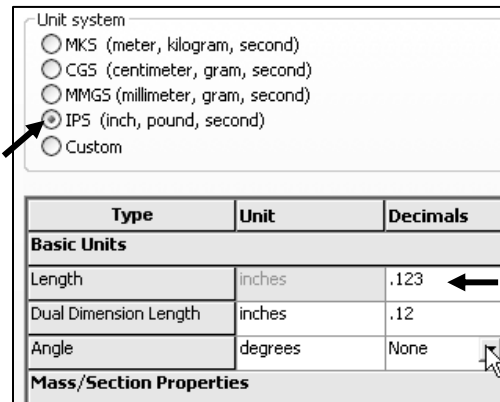 Unit system
MKS (meter, kilogram, second)
CGS (centimeter, gram, second)
MMGS (millimeter, gram, second)
IPS (inch, pound, second)
Custom
Type Unit Decimals
Basic Units
Length inches .123
Dual Dimension Length inches .12
Angle degrees None
Mass/Section Properties